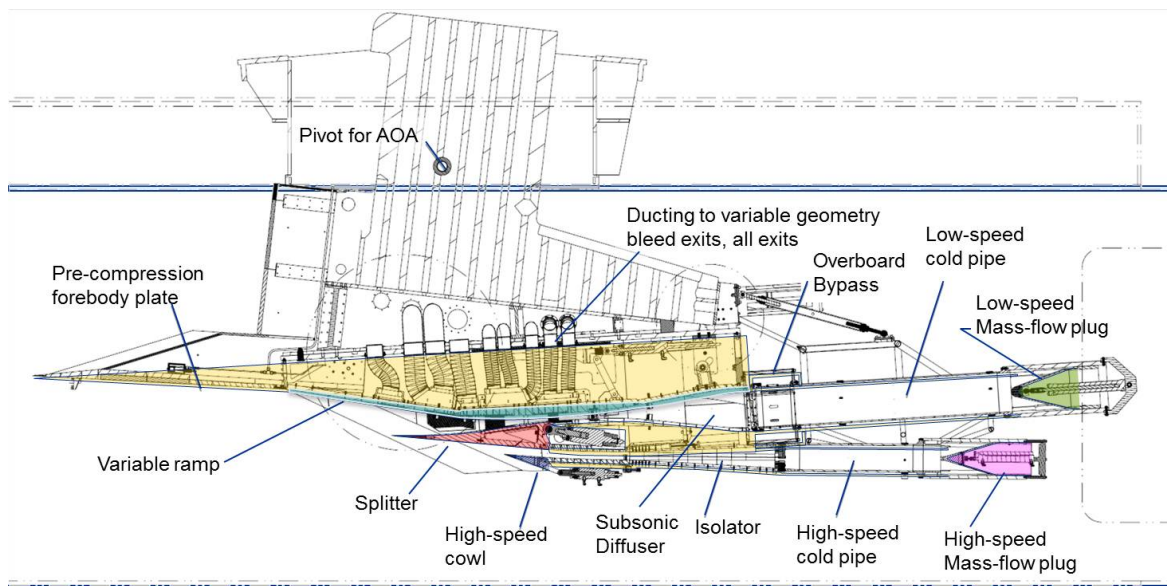 Pivot for AOA
Ducting to variable geometry
bleed exits, all exits
Low-speed
cold pipe
Overboard
Bypass
Pre-compression
forebody plate
Low-speed
Mass-flow plug
Variable ramp
Splitter
High-speed
cowl
Subsonic
Diffuser
Isolator
High-speed
cold pipe
High-speed
Mass-flow plug